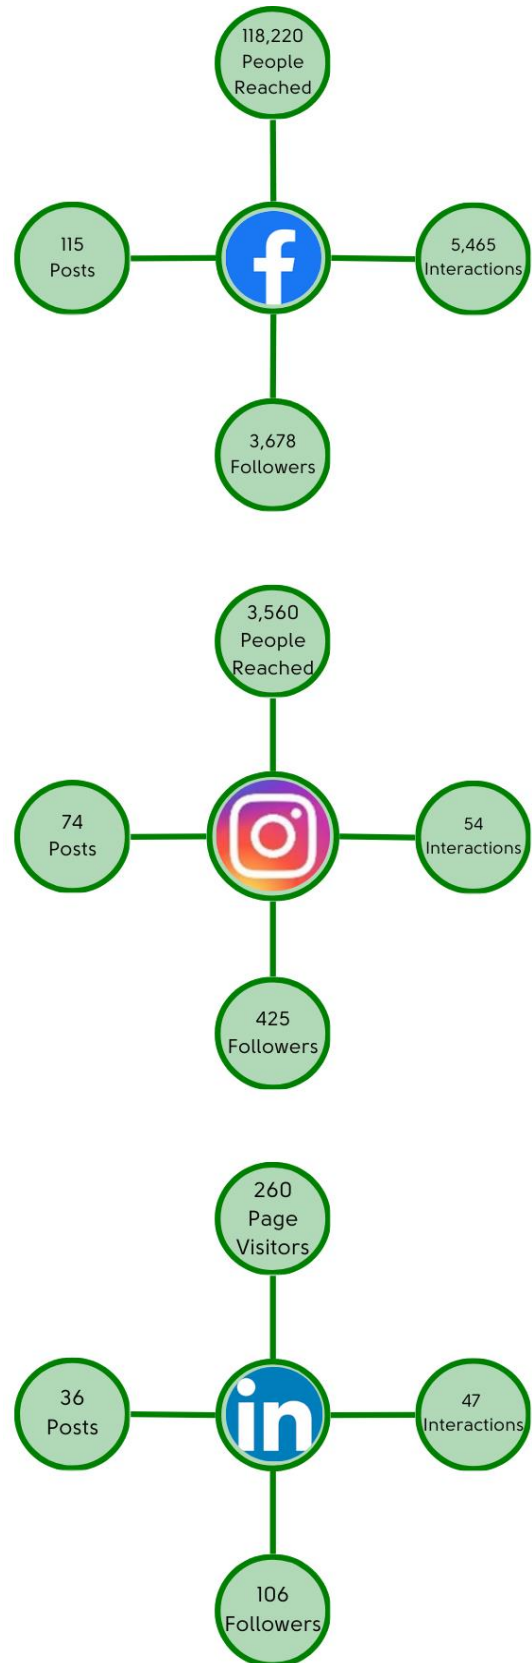 118,220
People
Reached
115
Posts
f
5,465
Interactions
3,678
Followers
3,560
People
Reached
74
Posts
54
Interactions
425
Followers
260
Page
Visitors
36
Posts
in
47
Interactions
106
Followers